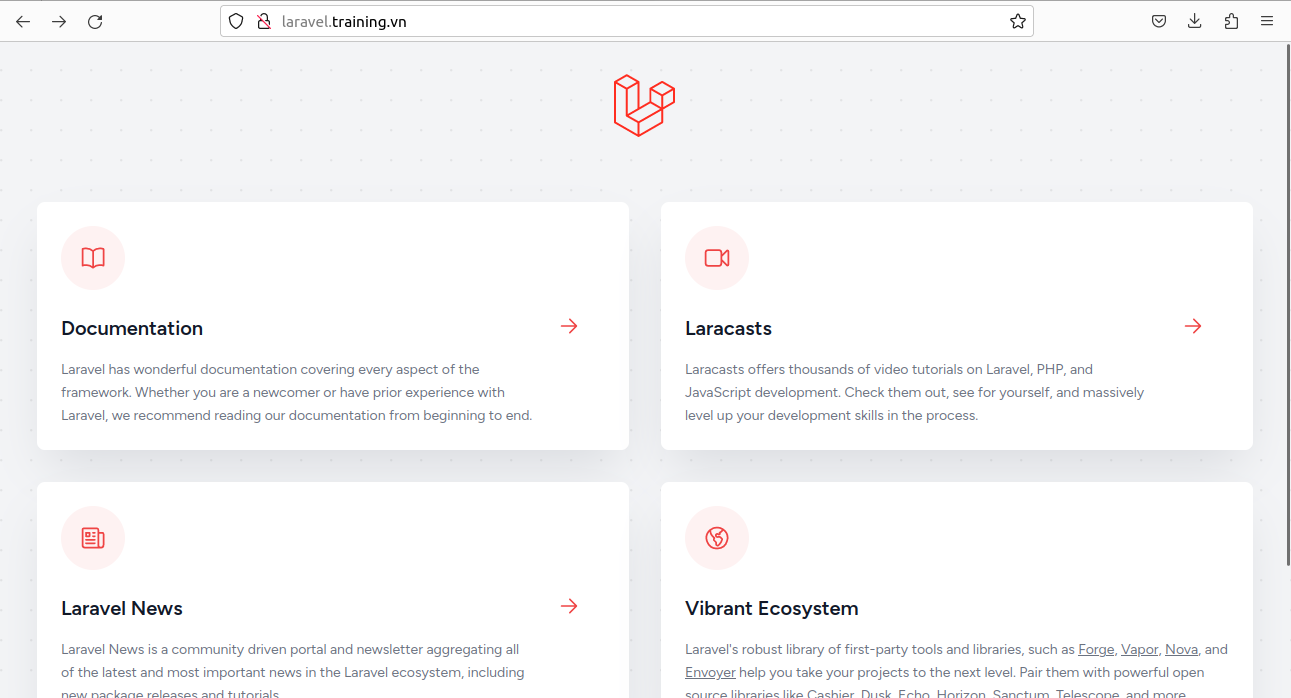 laravel.training.vn
Documentation
Laravel has wonderful documentation covering every aspect of the
framework. Whether you are a newcomer or have prior experience with
Laravel, we recommend reading our documentation from beginning to end.
Laracasts
Laracasts offers thousands of video tutorials on Laravel, PHP, and
JavaScript development. Check them out, see for yourself, and massively
level up your development skills in the process.
Laravel News
Laravel News is a community driven portal and newsletter aggregating all
of the latest and most important news in the Laravel ecosystem, including
new package releases and tutorials.
Vibrant Ecosystem
Laravel's robust library of first-party tools and libraries, such as Forge, Vapor, Nova, and
Envoyer help you take your projects to the next level. Pair them with powerful open
source libraries like Cashier, Dusk, Echo, Horizon, Sanctum, Telescope, and more.